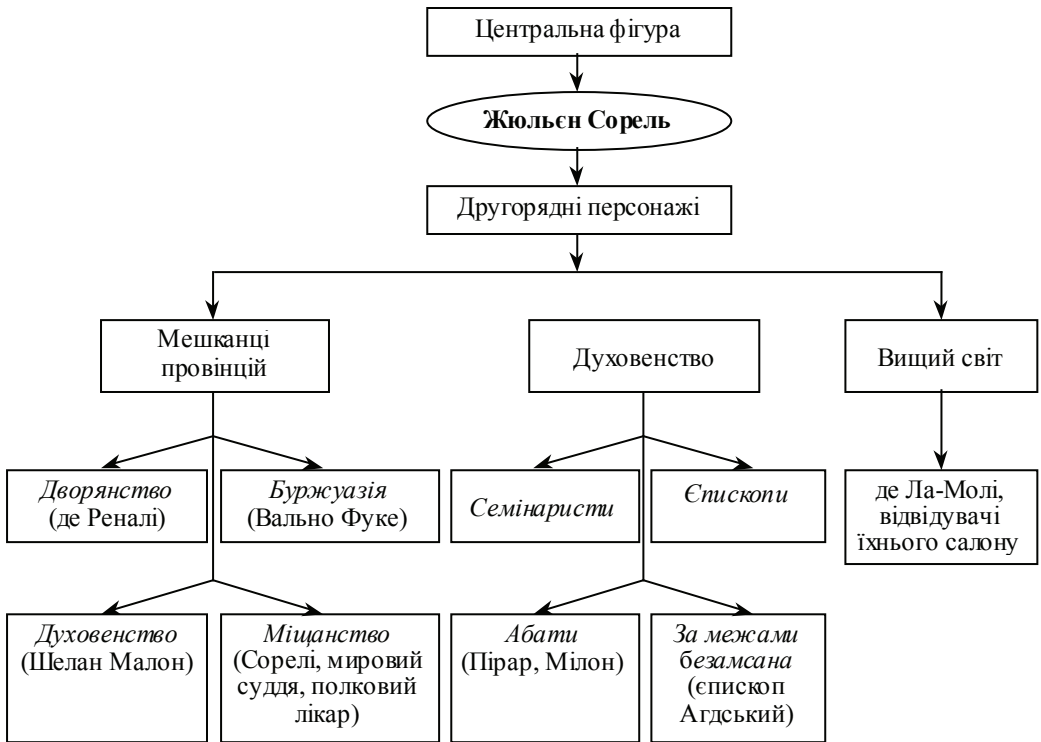 Центральна фігура
Жюльєн Сорель
Другорядні персонажі
Мешканці
провінцій
Духовенство
Вищий світ
Дворянство
(де Реналі)
Буржуазія
(Вально Фуке)
Семінаристи
Єпископи
де Ла-Молі,
відвідувачі
їхнього салону
Духовенство
(Шелан Малон)
Міщанство
(Сорелі, мировий
суддя, полковий
лікар)
Абати
(Пірар, Мілон)
За межами
безамсана
(єпископ
Агдський)